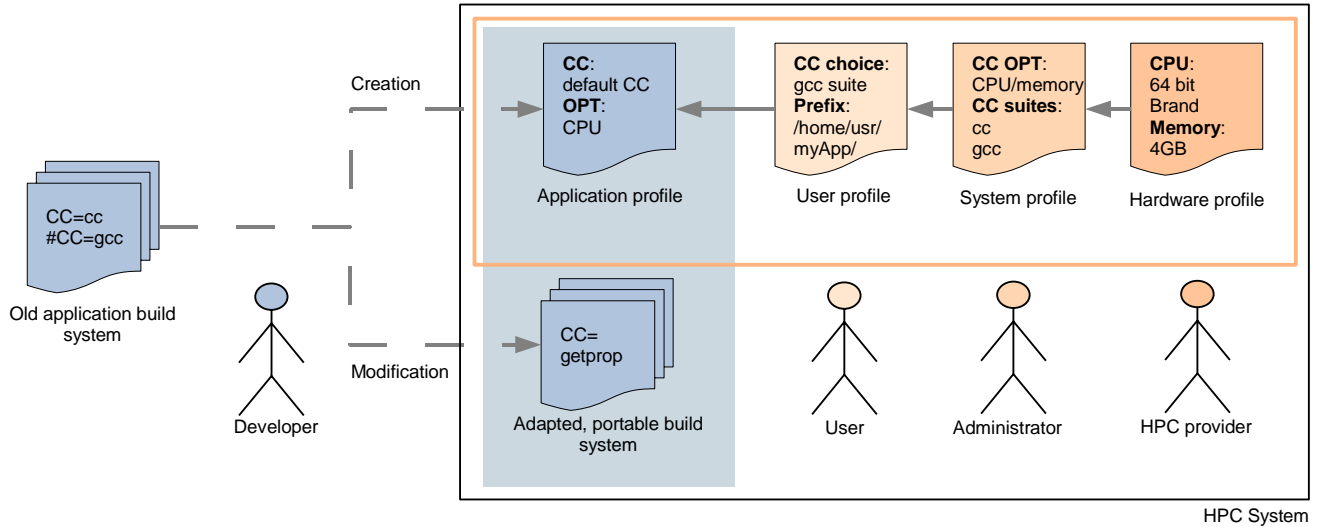 Creation
CC:
default CC
OPT:
CPU
Application profile
CC choice:
gcc suite
Prefix:
/home/usr/
myApp/
User profile
CC OPT:
CPU/memory
CC suites:
cc
gcc
System profile
CPU:
64 bit
Brand
Memory:
4GB
Hardware profile
CC=cc
#CC=gcc
Old application build
system
Developer
Modification
CC=
getprop
Adapted, portable build
system
User
Administrator
HPC provider
HPC System